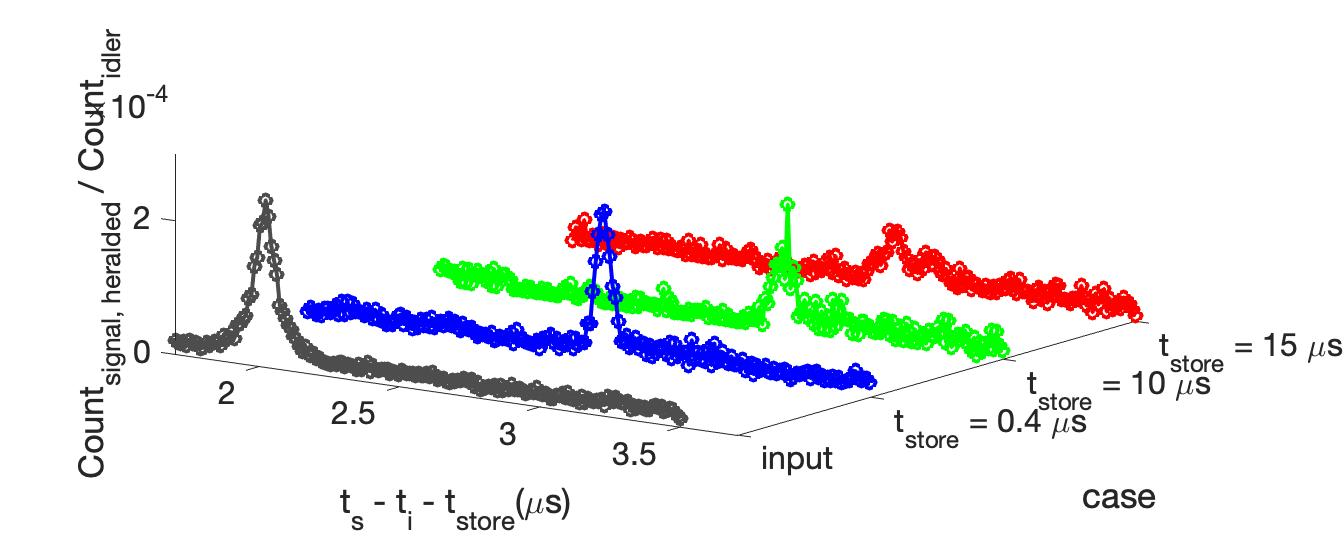 Count_signal, heralded / Count_idler
10^-4
2
0
2
2.5
3
3.5
t_s - t_i - t_store(μs)
input
t_store = 0.4 μs
t_store = 10 μs
t_store = 15 μs
case